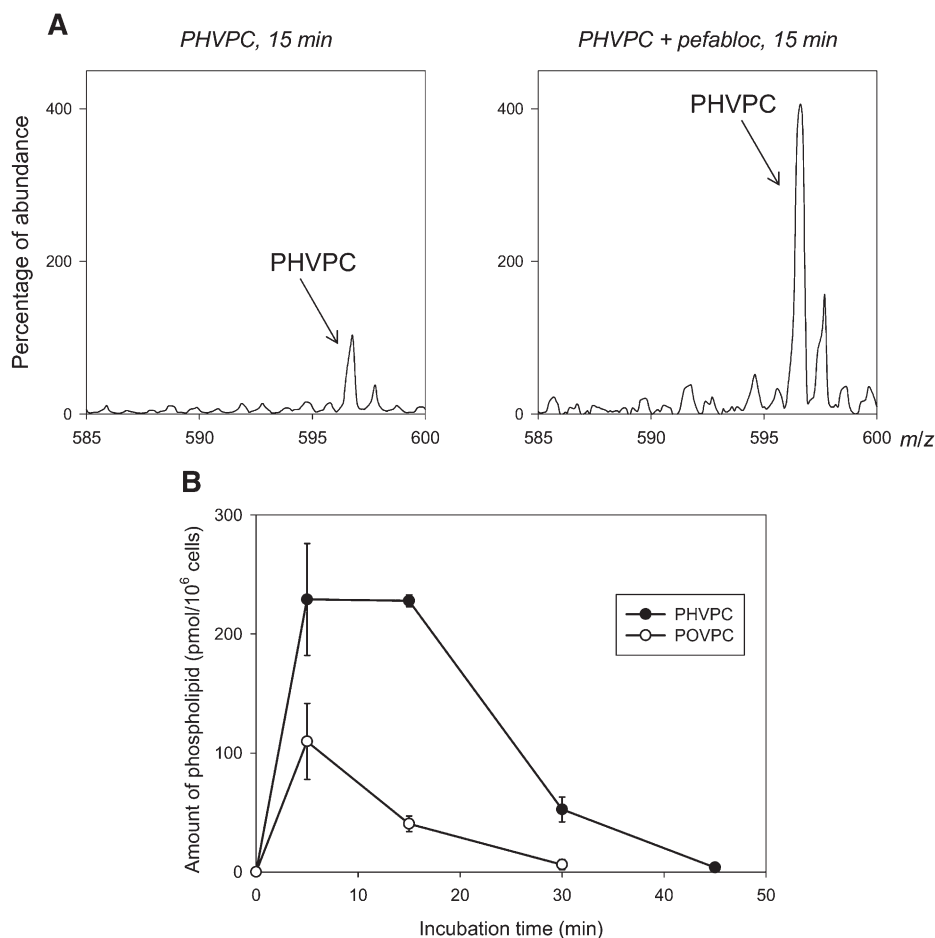 A
PHVPC, 15 min
PHVPC + pefabloc, 15 min
Percentage of abundance
400
200
0
PHVPC
585
590
595
600
400
200
0
PHVPC
585
590
595
600
m/z
B
Amount of phospholipid (pmol/10⁶ cells)
300
200
100
0
PHVPC
POVPC
0
10
20
30
40
50
Incubation time (min)